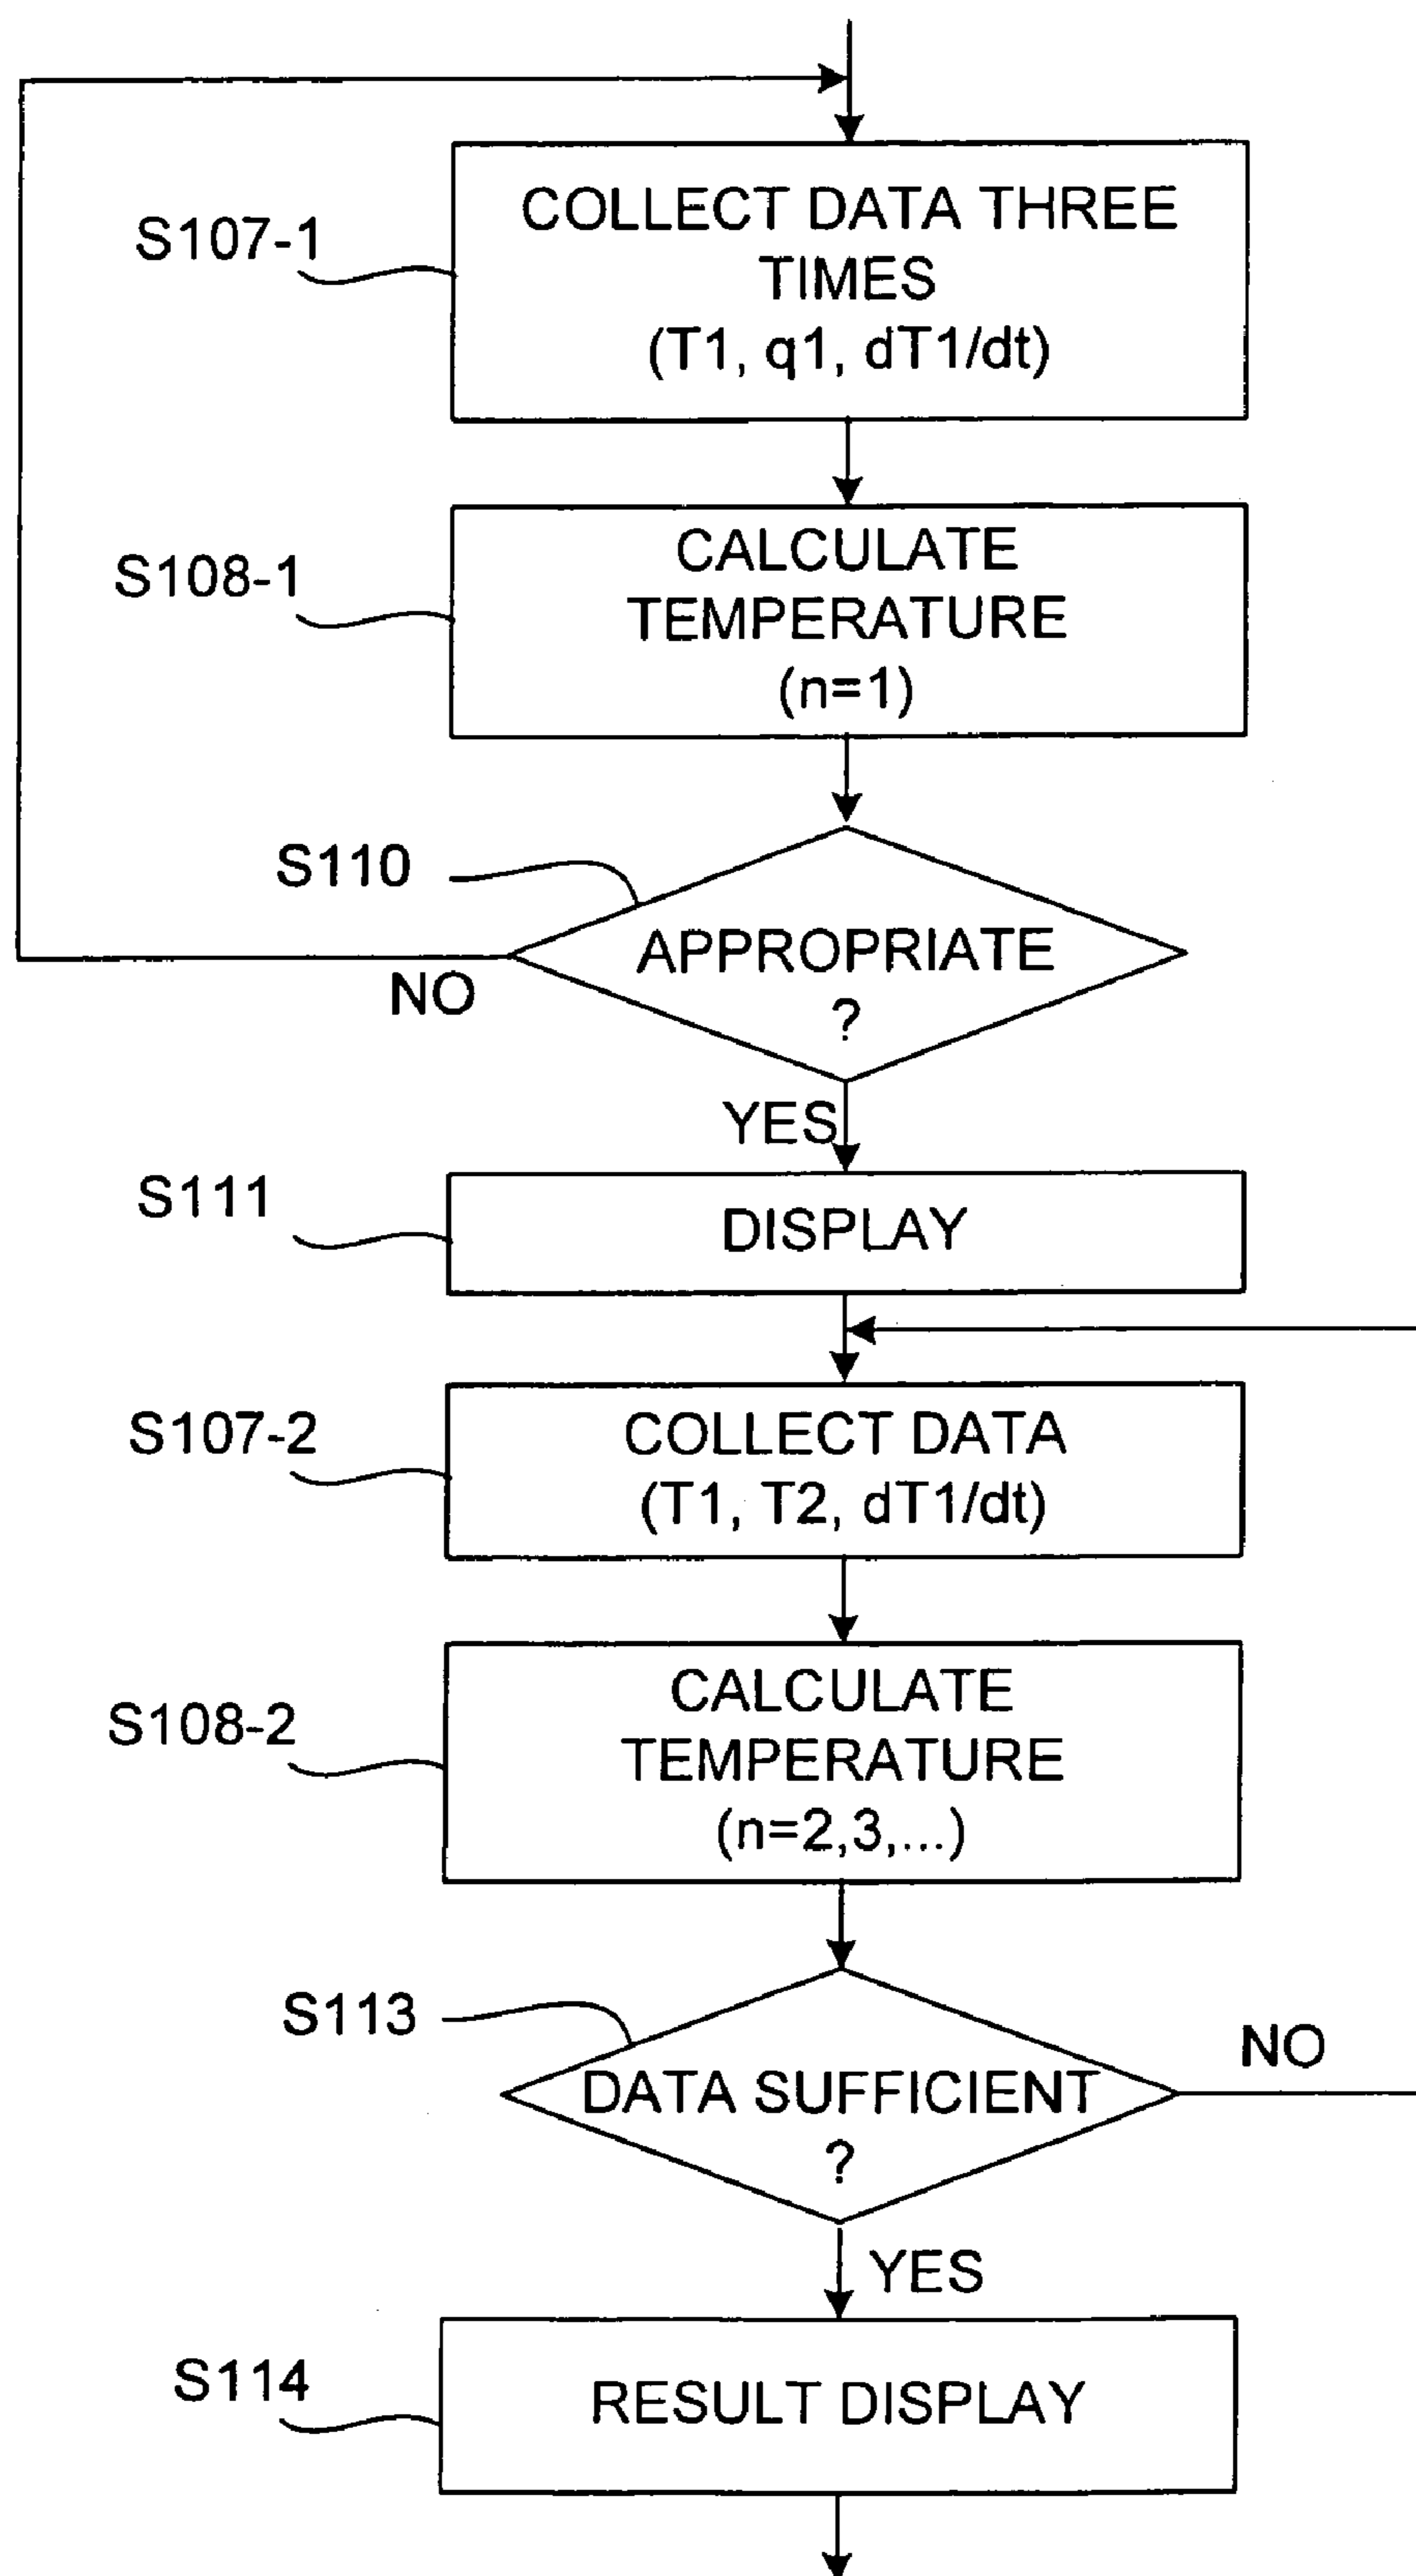 S107-1
COLLECT DATA THREE
TIMES
(T1, q1, dT1/dt)
S108-1
CALCULATE
TEMPERATURE
(n=1)
S110
APPROPRIATE
?
NO
YES
S111
DISPLAY
S107-2
COLLECT DATA
(T1, T2, dT1/dt)
S108-2
CALCULATE
TEMPERATURE
(n=2,3,...)
S113
DATA SUFFICIENT
?
NO
YES
S114
RESULT DISPLAY